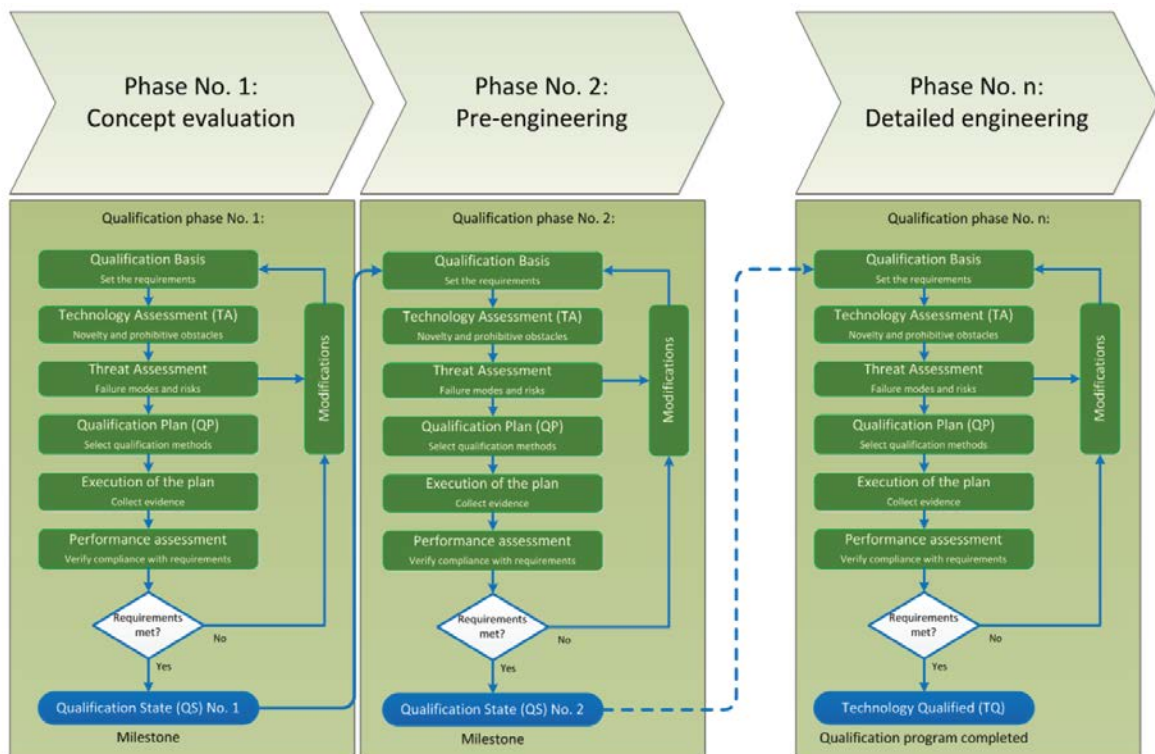 Phase No. 1:
Concept evaluation
Phase No. 2:
Pre-engineering
Phase No. n:
Detailed engineering
Qualification phase No. 1:
Qualification Basis
Set the requirements
Technology Assessment (TA)
Novelty and prohibitive obstacles
Threat Assessment
Failure modes and risks
Qualification Plan (QP)
Select qualification methods
Execution of the plan
Collect evidence
Performance assessment
Verify compliance with requirements
Modifications
Requirements
met?
No
Yes
Qualification State (QS) No. 1
Milestone
Qualification phase No. 2:
Qualification Basis
Set the requirements
Technology Assessment (TA)
Novelty and prohibitive obstacles
Threat Assessment
Failure modes and risks
Qualification Plan (QP)
Select qualification methods
Execution of the plan
Collect evidence
Performance assessment
Verify compliance with requirements
Modifications
Requirements
met?
No
Yes
Qualification State (QS) No. 2
Milestone
Qualification phase No. n:
Qualification Basis
Set the requirements
Technology Assessment (TA)
Novelty and prohibitive obstacles
Threat Assessment
Failure modes and risks
Qualification Plan (QP)
Select qualification methods
Execution of the plan
Collect evidence
Performance assessment
Verify compliance with requirements
Modifications
Requirements
met?
No
Yes
Technology Qualified (TQ)
Qualification program completed